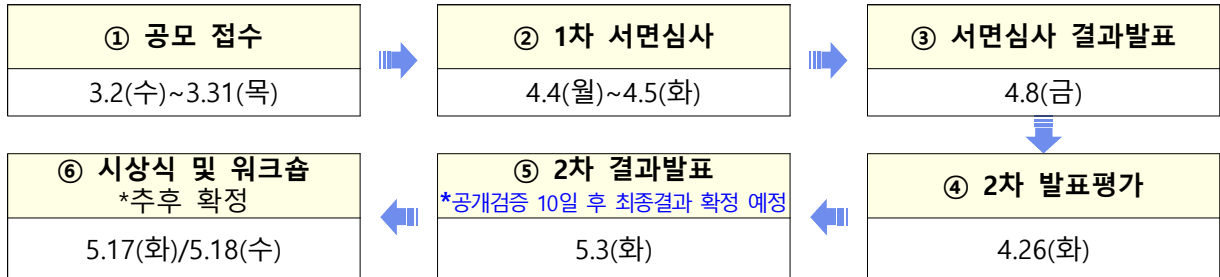 ① 공모 접수
3.2(수)~3.31(목)
② 1차 서면심사
4.4(월)~4.5(화)
③ 서면심사 결과발표
4.8(금)
④ 2차 발표평가
4.26(화)
⑤ 2차 결과발표
*공개검증 10일 후 최종결과 확정 예정
5.3(화)
⑥ 시상식 및 워크숍
*추후 확정
5.17(화)/5.18(수)